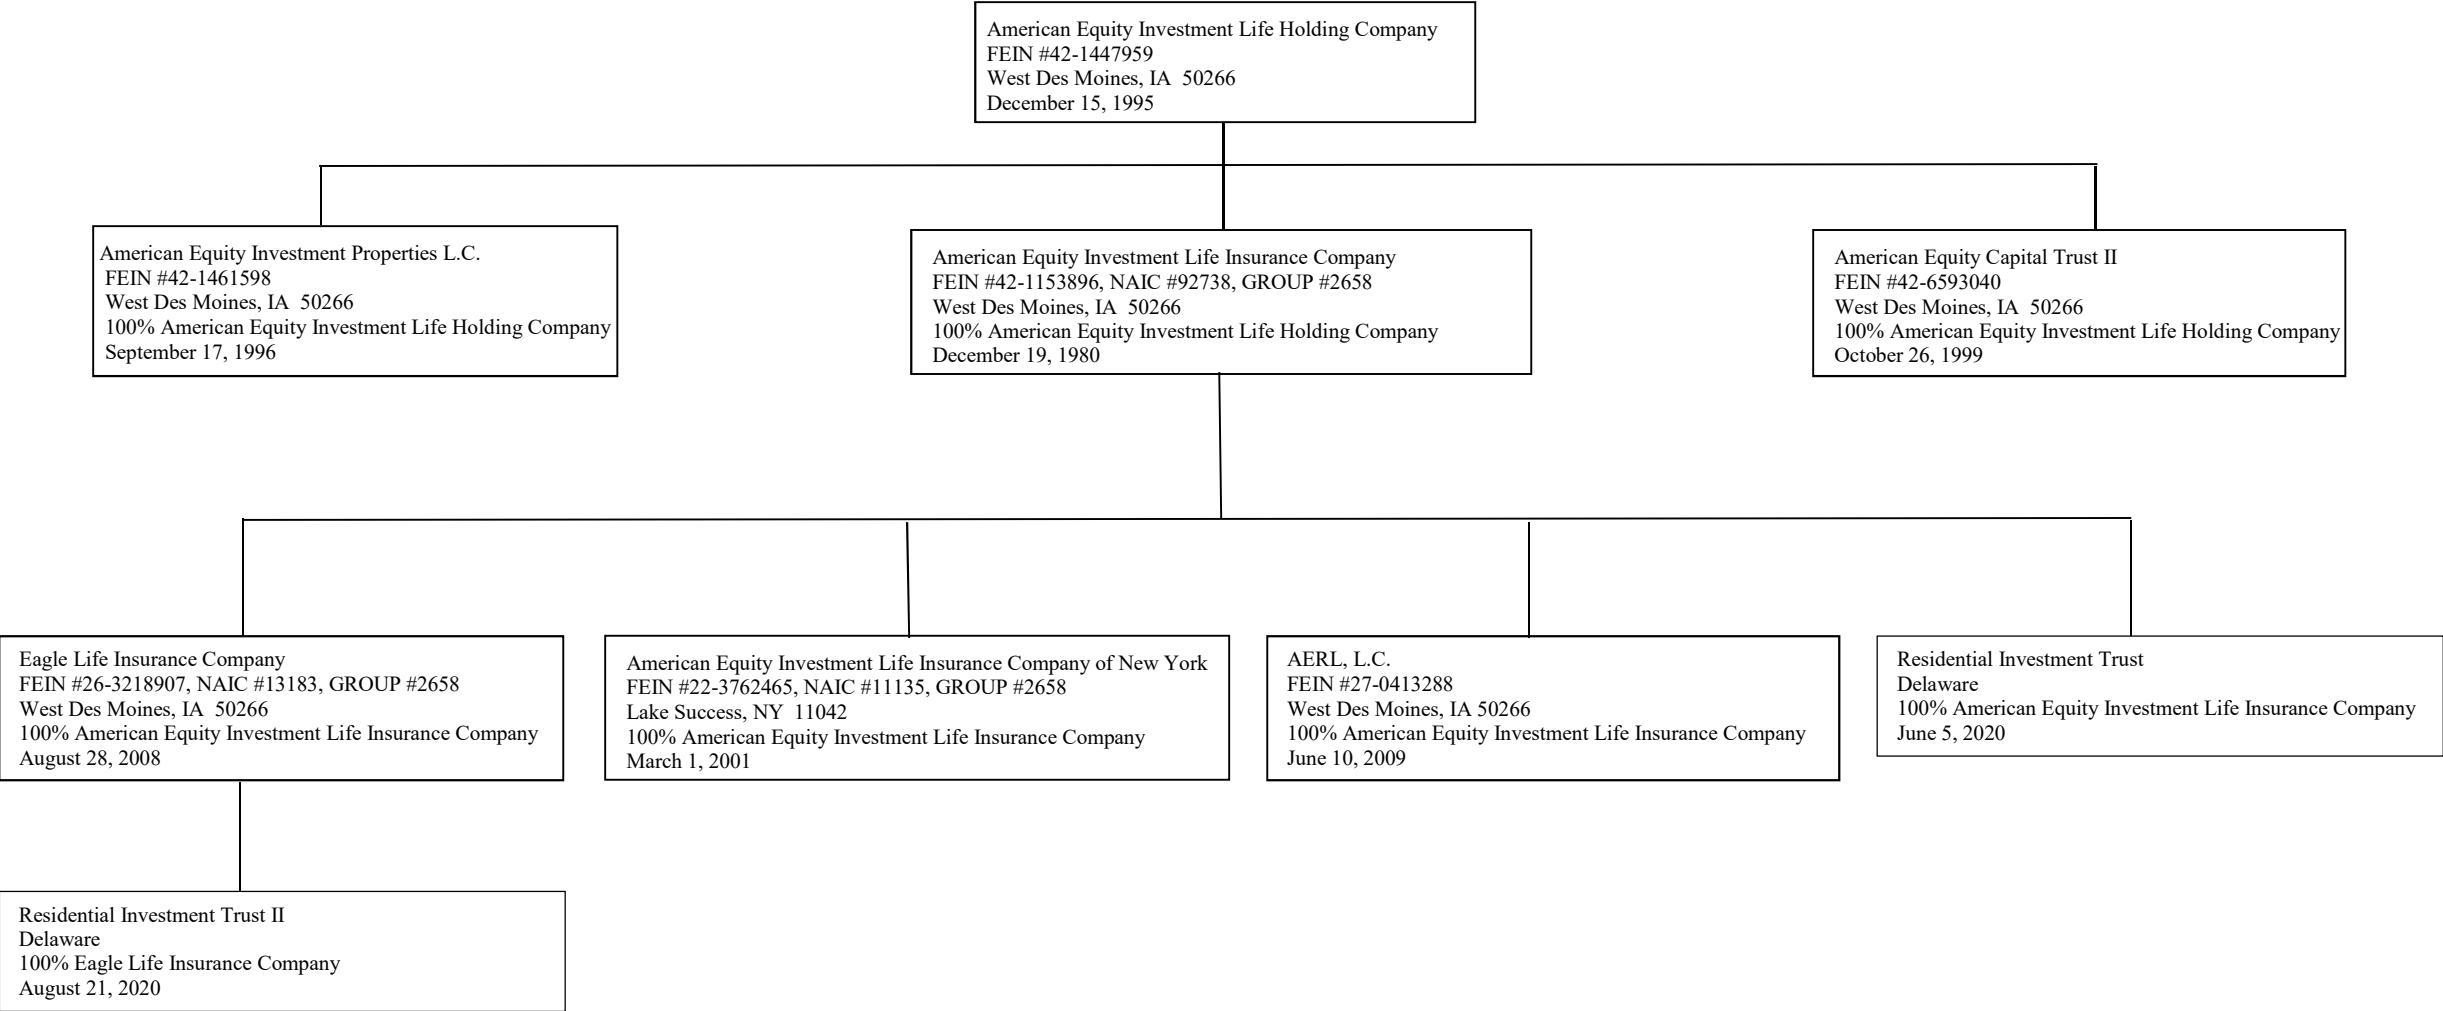 American Equity Investment Life Holding Company
FEIN #42-1447959
West Des Moines, IA  50266
December 15, 1995
American Equity Investment Properties L.C.
FEIN #42-1461598
West Des Moines, IA  50266
100% American Equity Investment Life Holding Company
September 17, 1996
American Equity Investment Life Insurance Company
FEIN #42-1153896, NAIC #92738, GROUP #2658
West Des Moines, IA  50266
100% American Equity Investment Life Holding Company
December 19, 1980
American Equity Capital Trust II
FEIN #42-6593040
West Des Moines, IA  50266
100% American Equity Investment Life Holding Company
October 26, 1999
Eagle Life Insurance Company
FEIN #26-3218907, NAIC #13183, GROUP #2658
West Des Moines, IA  50266
100% American Equity Investment Life Insurance Company
August 28, 2008
American Equity Investment Life Insurance Company of New York
FEIN #22-3762465, NAIC #11135, GROUP #2658
Lake Success, NY  11042
100% American Equity Investment Life Insurance Company
March 1, 2001
AERL, L.C.
FEIN #27-0413288
West Des Moines, IA 50266
100% American Equity Investment Life Insurance Company
June 10, 2009
Residential Investment Trust
Delaware
100% American Equity Investment Life Insurance Company
June 5, 2020
Residential Investment Trust II
Delaware
100% Eagle Life Insurance Company
August 21, 2020